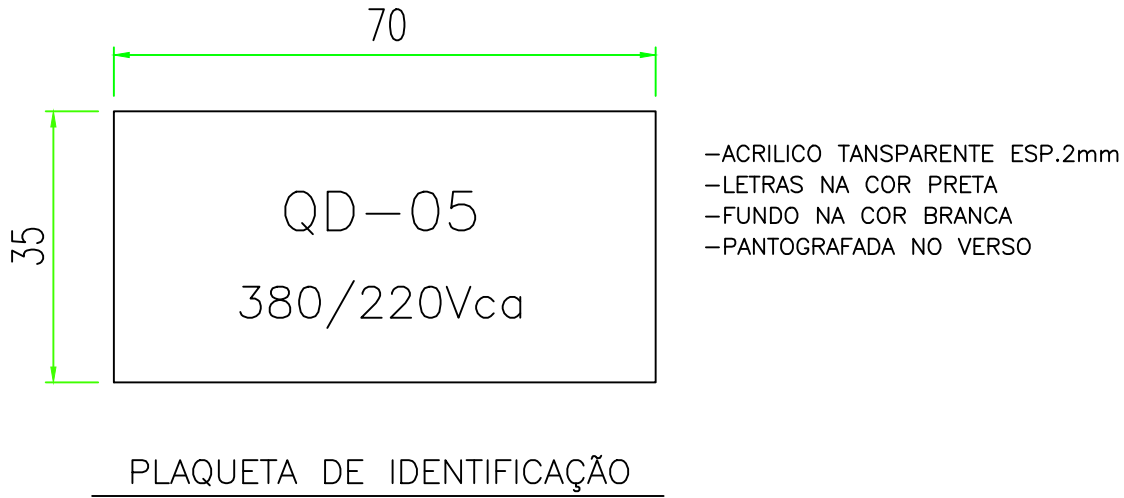 70
35
QD-05
380/220Vca
-ACRILICO TANSPARENTE ESP.2mm
-LETRAS NA COR PRETA
-FUNDO NA COR BRANCA
-PANTOGRAFADA NO VERSO
PLAQUETA DE IDENTIFICAÇÃO